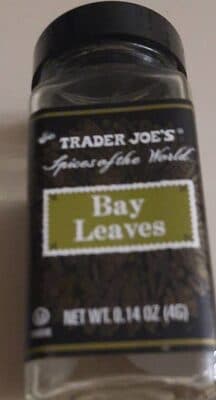 TRADER JOE'S®
Spices of the World
Bay
Leaves
NET WT. 0.14 OZ (4G)